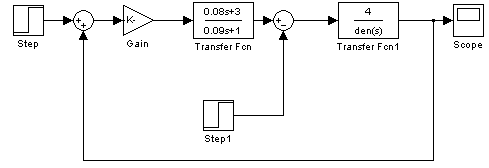 0.08s+3
4
+
+
K-
0.09s+1
+
−
den(s)
Step
Gain
Transfer Fcn
Transfer Fcn1
Scope
Step1